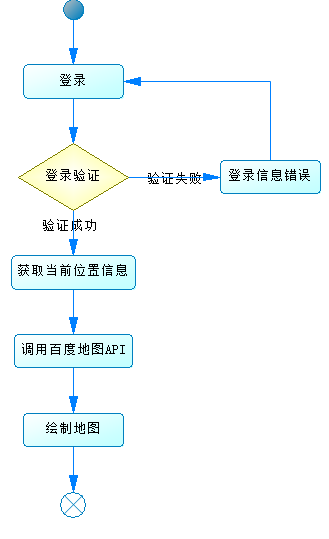 登录
登录验证
验证失败
登录信息错误
验证成功
获取当前位置信息
调用百度地图API
绘制地图